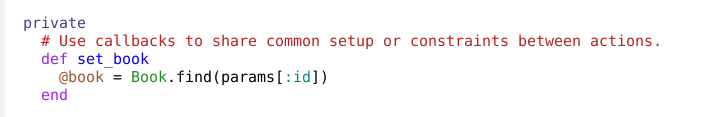 private
  # Use callbacks to share common setup or constraints between actions.
  def set_book
    @book = Book.find(params[:id])
  end